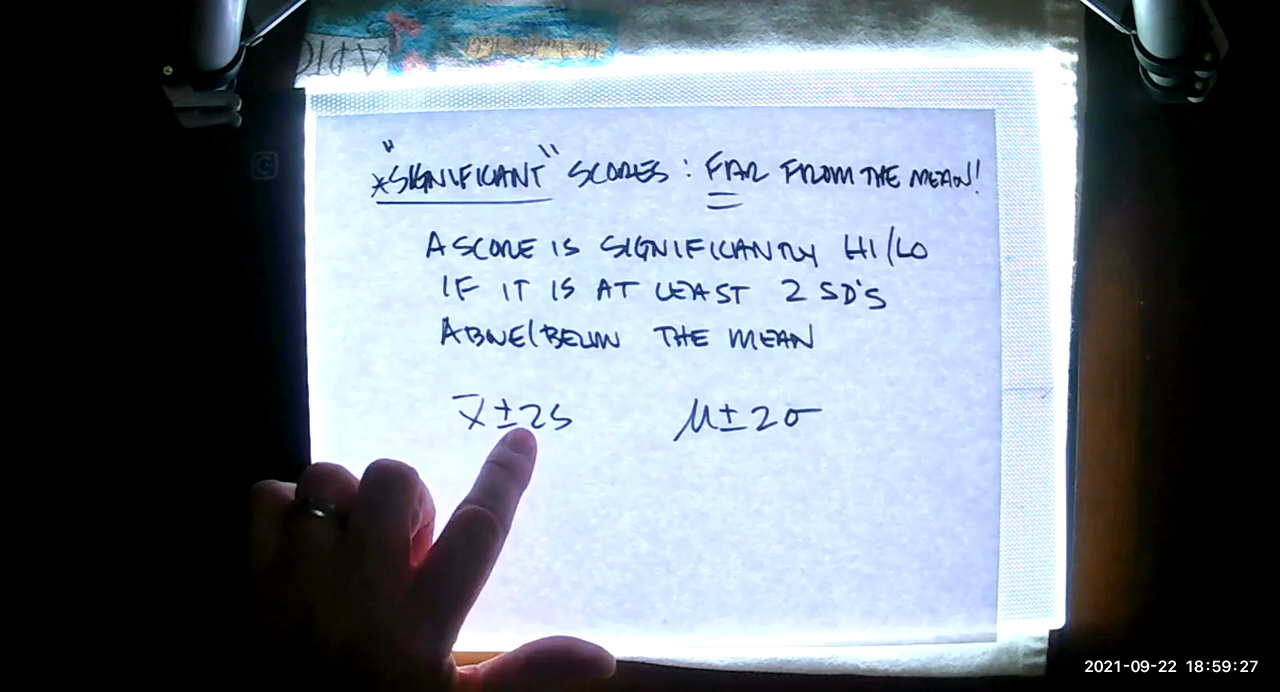 *"SIGNIFICANT" SCORES: FAR FROM THE MEAN!
A SCORE IS SIGNIFICANTLY HI/LO
IF IT IS AT LEAST 2 SD'S
ABOVE/BELOW THE MEAN
x̄ ± 2s μ ± 2σ
2021-09-22 18:59:27